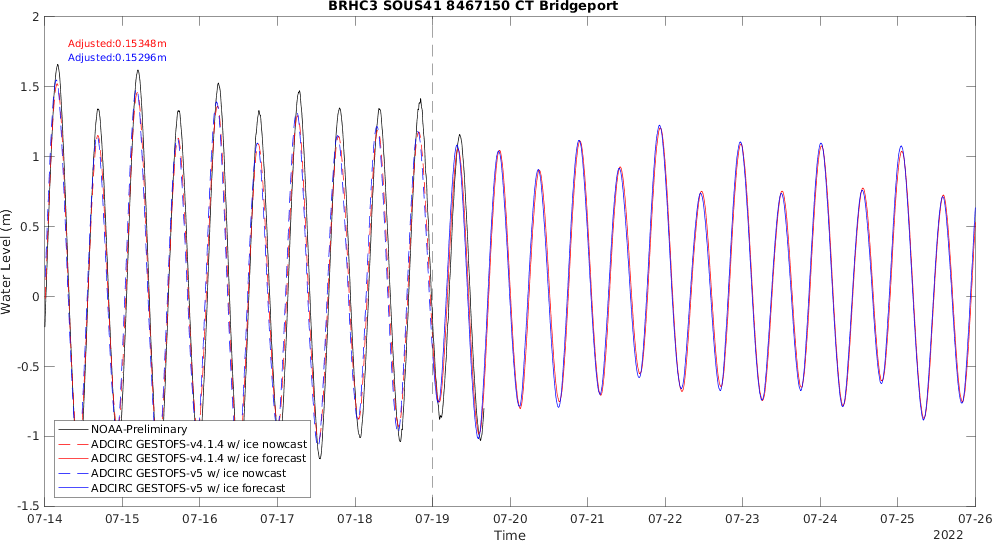 BRHC3 SOUS41 8467150 CT Bridgeport
Adjusted:0.15348m
Adjusted:0.15296m
2
1.5
1
0.5
0
-0.5
-1
-1.5
Water Level (m)
NOAA-Preliminary
ADCIRC GESTOFS-v4.1.4 w/ ice nowcast
ADCIRC GESTOFS-v4.1.4 w/ ice forecast
ADCIRC GESTOFS-v5 w/ ice nowcast
ADCIRC GESTOFS-v5 w/ ice forecast
07-14 07-15 07-16 07-17 07-18 07-19 07-20 07-21 07-22 07-23 07-24 07-25 07-26
Time
2022